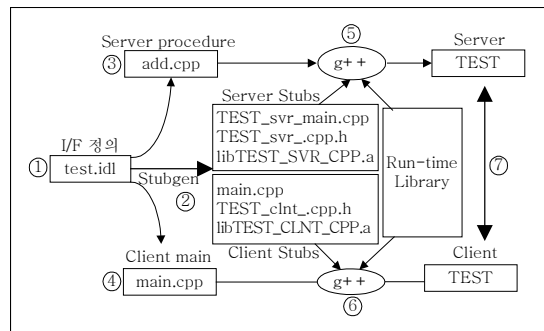 Server procedure
③ add.cpp
⑤
g++
Server
TEST
Server Stubs
TEST_svr_main.cpp
TEST_svr_.cpp.h
libTEST_SVR_CPP.a
I/F 정의
① test.idl
Stubgen
②
Run-time
Library
⑦
main.cpp
TEST_clnt_.cpp.h
libTEST_CLNT_CPP.a
Client Stubs
Client main
④ main.cpp
g++
⑥
Client
TEST